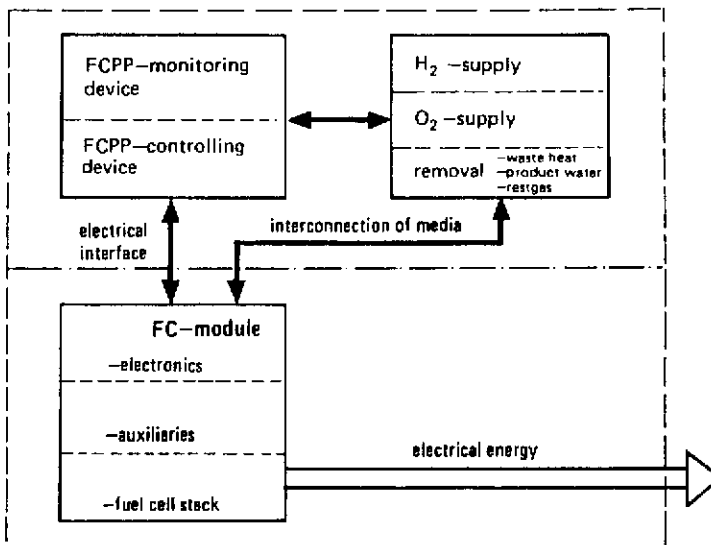 FCPP–monitoring
device
FCPP–controlling
device
H₂ –supply
O₂ –supply
removal –waste heat
–product water
–restgas
electrical
interface
interconnection of media
FC–module
–electronics
–auxiliaries
–fuel cell stack
electrical energy